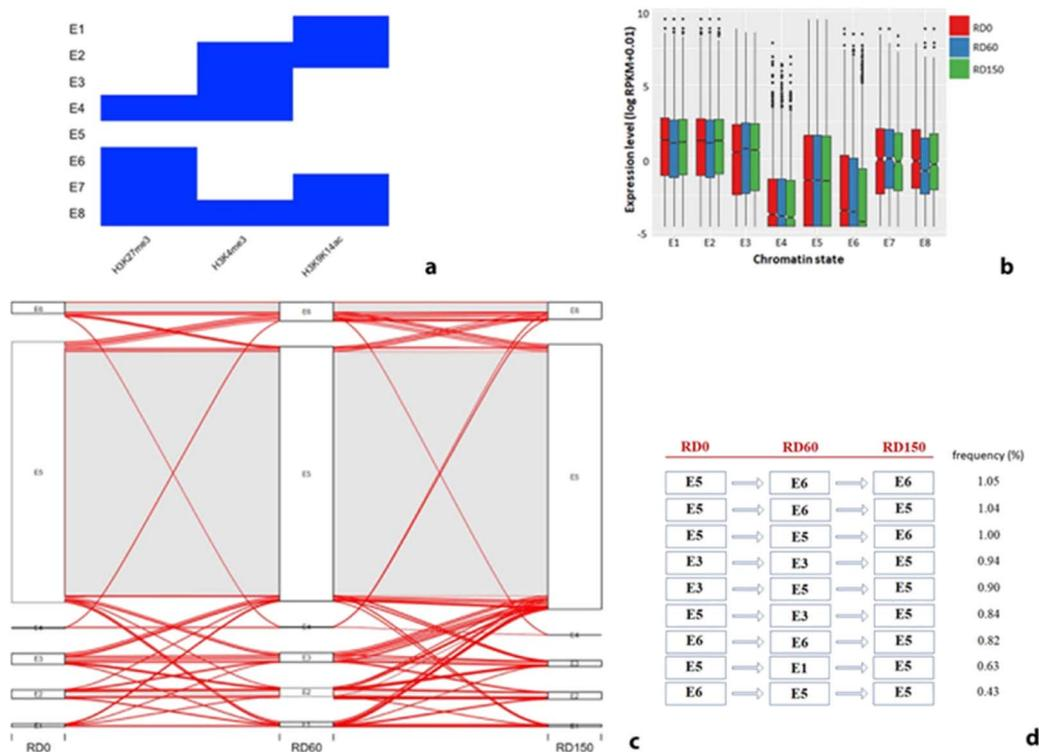 E1
E2
E3
E4
E5
E6
E7
E8
H3K27me3
H3K4me3
H3K9K14ac
a
10
5
0
-5
Expression level (log RPKM+0.01)
E1 E2 E3 E4 E5 E6 E7 E8
Chromatin state
RD0
RD60
RD150
b
E6 E6 E6
E5 E5 E5
E4 E4 E4
E3 E3 E3
E2 E2 E2
E1 E1 E1
RD0 RD60 RD150
c
RD0 RD60 RD150 frequency (%)
E5 E6 E6 1.05
E5 E6 E5 1.04
E5 E5 E6 1.00
E3 E3 E5 0.94
E3 E5 E5 0.90
E5 E3 E5 0.84
E6 E6 E5 0.82
E5 E1 E5 0.63
E6 E5 E5 0.43
d